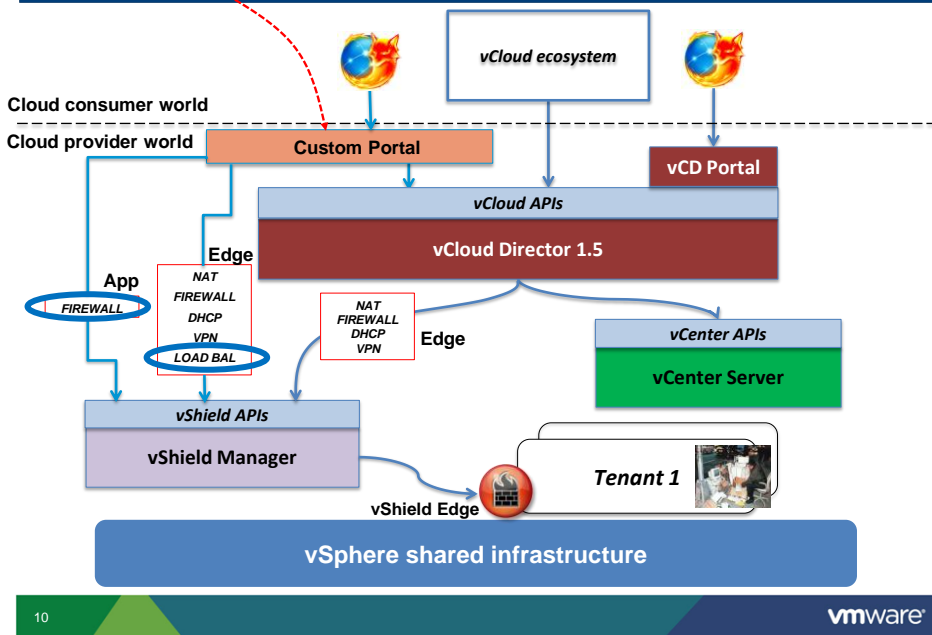 vCloud ecosystem
Cloud consumer world
Cloud provider world
Custom Portal
vCD Portal
vCloud APIs
vCloud Director 1.5
App
FIREWALL
Edge
NAT
FIREWALL
DHCP
VPN
LOAD BAL
NAT
FIREWALL
DHCP
VPN
Edge
vCenter APIs
vCenter Server
vShield APIs
vShield Manager
Tenant 1
vShield Edge
vSphere shared infrastructure
10
vmware®